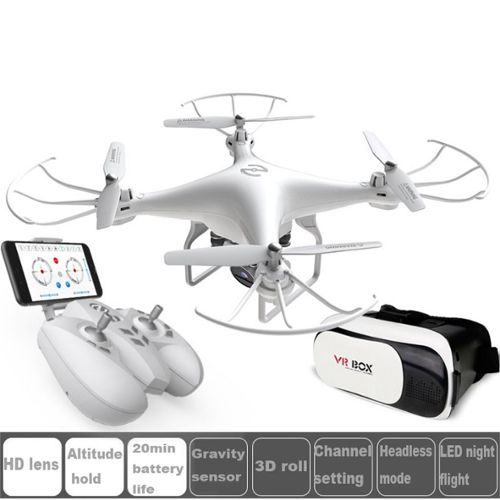 VR BOX
HD lens
Altitude
hold
20min
battery
life
Gravity
sensor
3D roll
Channel
setting
Headless
mode
LED night
flight